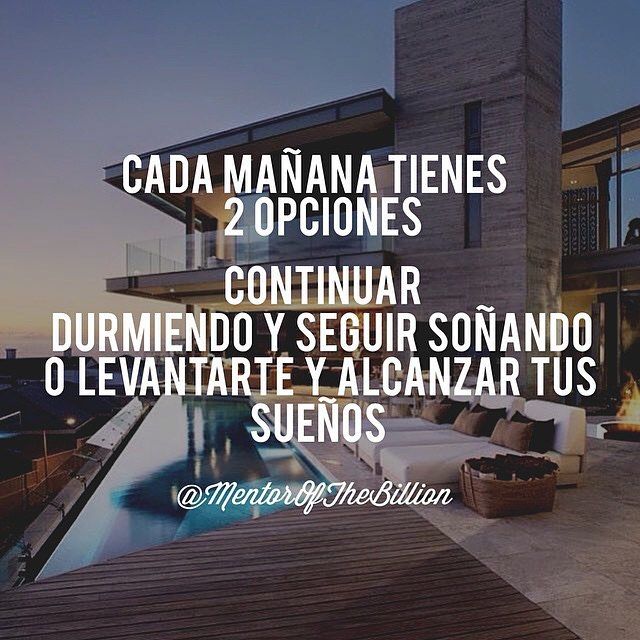 CADA MAÑANA TIENES
2 OPCIONES
CONTINUAR
DURMIENDO Y SEGUIR SOÑANDO
O LEVANTARTE Y ALCANZAR TUS
SUEÑOS
@MentorOfTheBillion